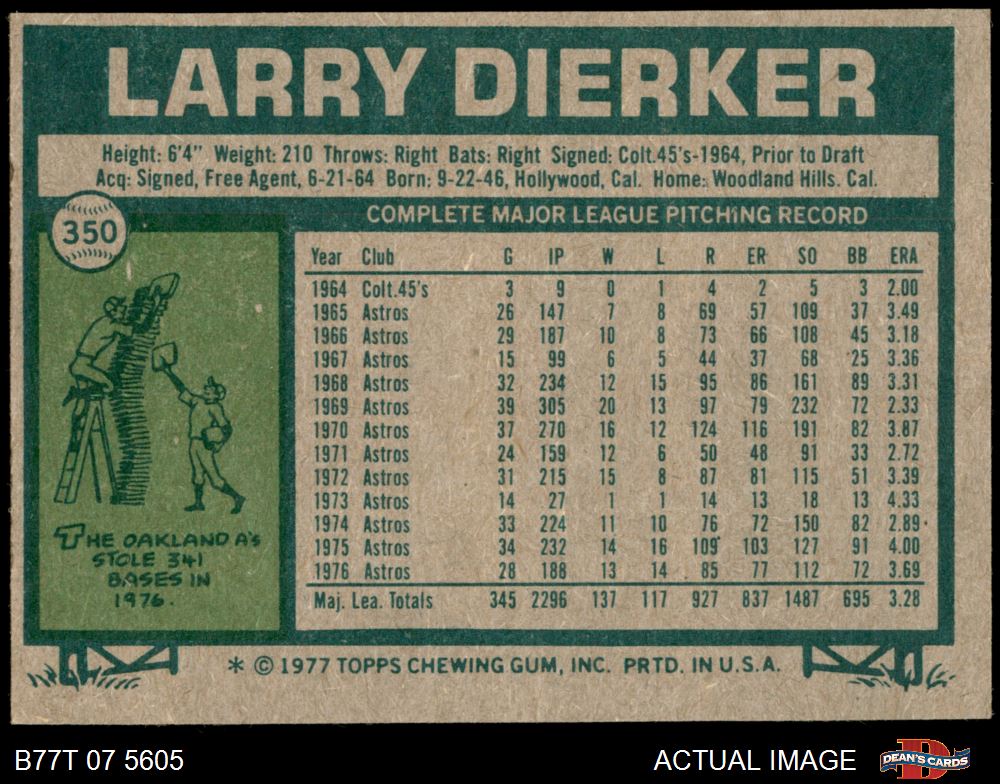 LARRY DIERKER
Height: 6'4" Weight: 210 Throws: Right Bats: Right Signed: Colt.45's-1964, Prior to Draft
Acq: Signed, Free Agent, 6-21-64 Born: 9-22-46, Hollywood, Cal. Home: Woodland Hills. Cal.
350
COMPLETE MAJOR LEAGUE PITCHING RECORD
Year Club G IP W L R ER SO BB ERA
1964 Colt.45's 3 9 0 1 4 2 5 3 2.00
1965 Astros 26 147 7 8 69 57 109 37 3.49
1966 Astros 29 187 10 8 73 66 108 45 3.18
1967 Astros 15 99 6 5 44 37 68 25 3.36
1968 Astros 32 234 12 15 95 86 161 89 3.31
1969 Astros 39 305 20 13 97 79 232 72 2.33
1970 Astros 37 270 16 12 124 116 191 82 3.87
1971 Astros 24 159 12 6 50 48 91 33 2.72
1972 Astros 31 215 15 8 87 81 115 51 3.39
1973 Astros 14 27 1 1 14 13 18 13 4.33
1974 Astros 33 224 11 10 76 72 150 82 2.89
1975 Astros 34 232 14 16 109 103 127 91 4.00
1976 Astros 28 188 13 14 85 77 112 72 3.69
Maj. Lea. Totals 345 2296 137 117 927 837 1487 695 3.28
THE OAKLAND A's
STOLE 341
BASES IN
1976.
* © 1977 TOPPS CHEWING GUM, INC. PRTD. IN U.S.A.
B77T 07 5605 ACTUAL IMAGE
DEAN'S CARDS